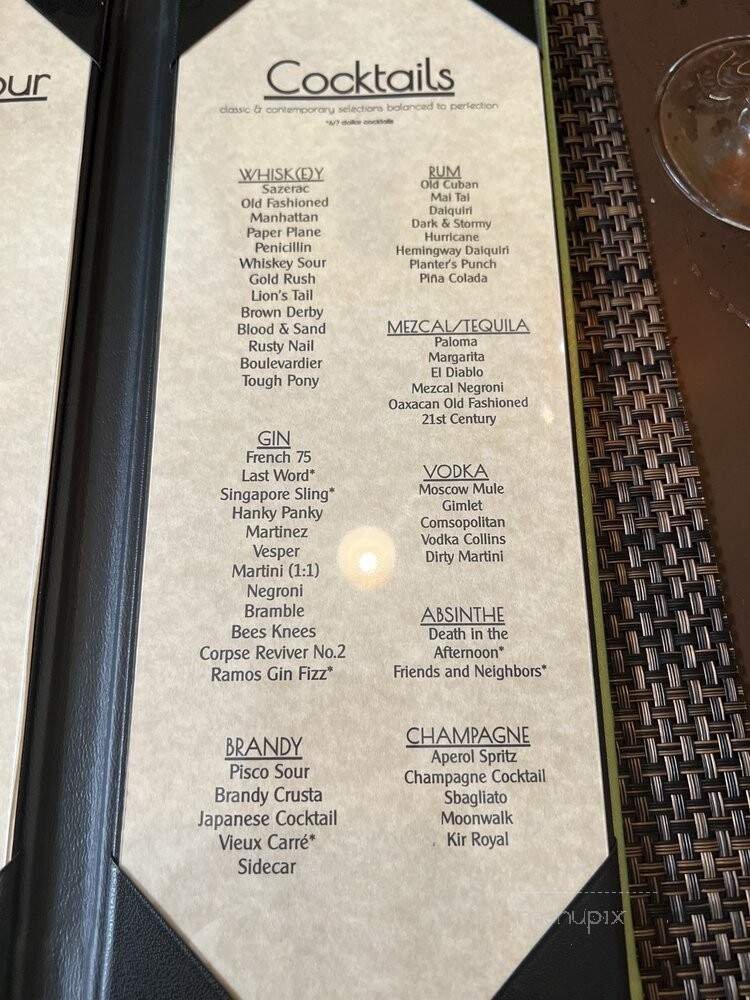 our
Cocktails
classic & contemporary selections balanced to perfection
*6/7 dollar cocktails
WHISK(E)Y
Sazerac
Old Fashioned
Manhattan
Paper Plane
Penicillin
Whiskey Sour
Gold Rush
Lion's Tail
Brown Derby
Blood & Sand
Rusty Nail
Boulevardier
Tough Pony
GIN
French 75
Last Word*
Singapore Sling*
Hanky Panky
Martinez
Vesper
Martini (1:1)
Negroni
Bramble
Bees Knees
Corpse Reviver No.2
Ramos Gin Fizz*
BRANDY
Pisco Sour
Brandy Crusta
Japanese Cocktail
Vieux Carré*
Sidecar
RUM
Old Cuban
Mai Tai
Daiquiri
Dark & Stormy
Hurricane
Hemingway Daiquiri
Planter's Punch
Piña Colada
MEZCAL/TEQUILA
Paloma
Margarita
El Diablo
Mezcal Negroni
Oaxacan Old Fashioned
21st Century
VODKA
Moscow Mule
Gimlet
Comsopolitan
Vodka Collins
Dirty Martini
ABSINTHE
Death in the
Afternoon*
Friends and Neighbors*
CHAMPAGNE
Aperol Spritz
Champagne Cocktail
Sbagliato
Moonwalk
Kir Royal
menupix